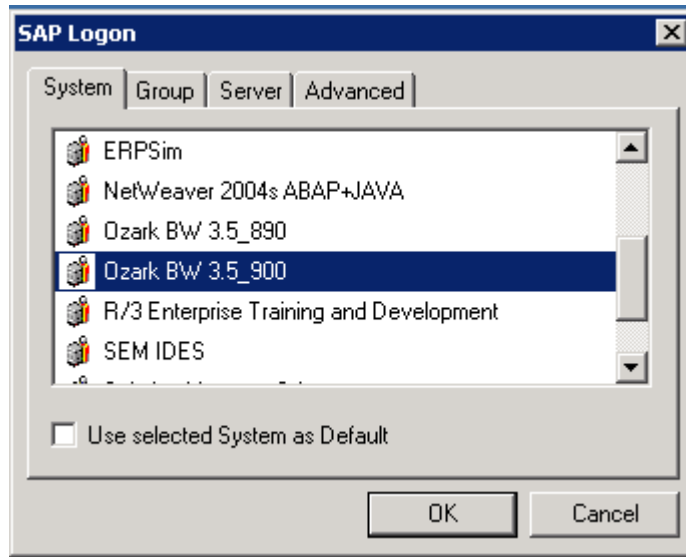 SAP Logon
System Group Server Advanced
ERPSim
NetWeaver 2004s ABAP+JAVA
Ozark BW 3.5_890
Ozark BW 3.5_900
R/3 Enterprise Training and Development
SEM IDES
Use selected System as Default
OK Cancel